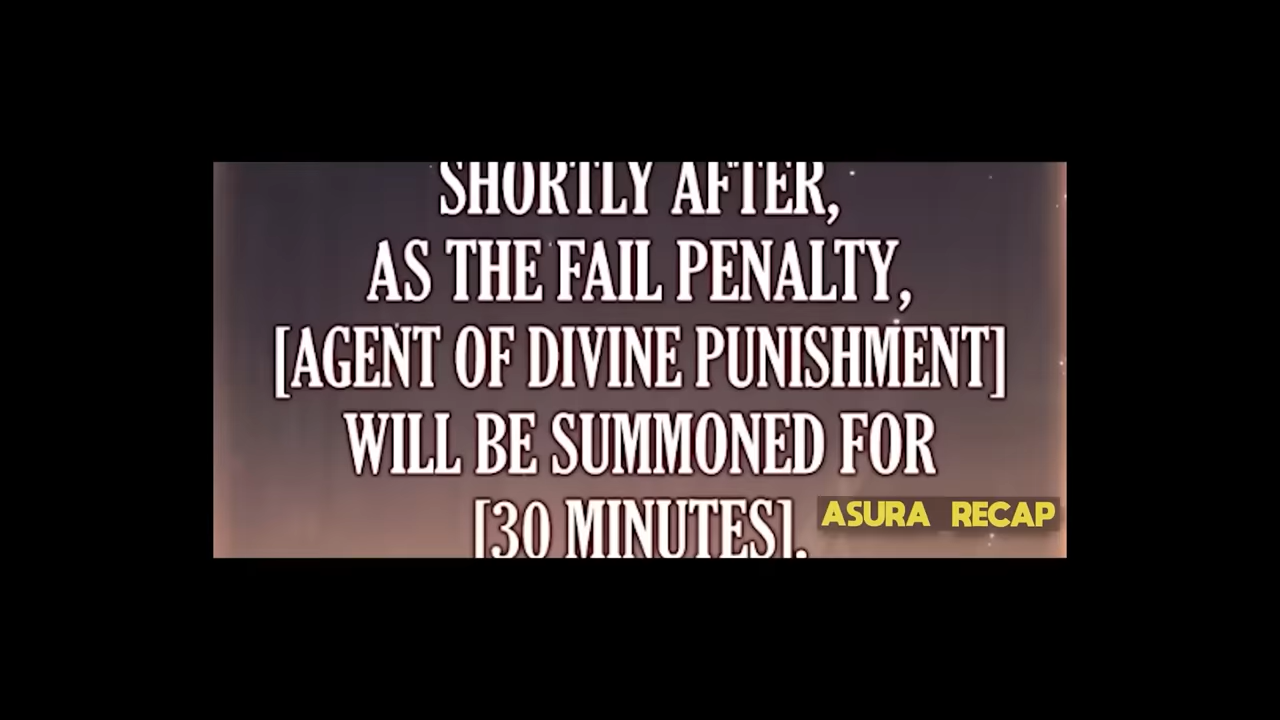 SHORTLY AFTER,
AS THE FAIL PENALTY,
[AGENT OF DIVINE PUNISHMENT]
WILL BE SUMMONED FOR
[30 MINUTES].
ASURA RECAP